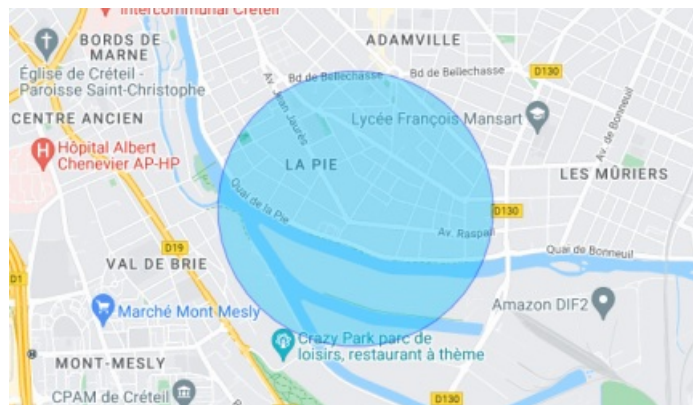 Intercommunal Créteil
BORDS DE
MARNE
ADAMVILLE
Église de Créteil -
Paroisse Saint-Christophe
Bd de Bellechasse
Bd de Bellechasse
D130
Av. Jean Jaurès
CENTRE ANCIEN
Lycée François Mansart
Av. de Bonneuil
Hôpital Albert
Chenevier AP-HP
LA PIE
LES MÛRIERS
Quai de la Pie
D130
Av. Raspail
D19
Quai de Bonneuil
VAL DE BRIE
D1
Marché Mont Mesly
Amazon DIF2
Crazy Park parc de
loisirs, restaurant à thème
MONT-MESLY
CPAM de Créteil
D130